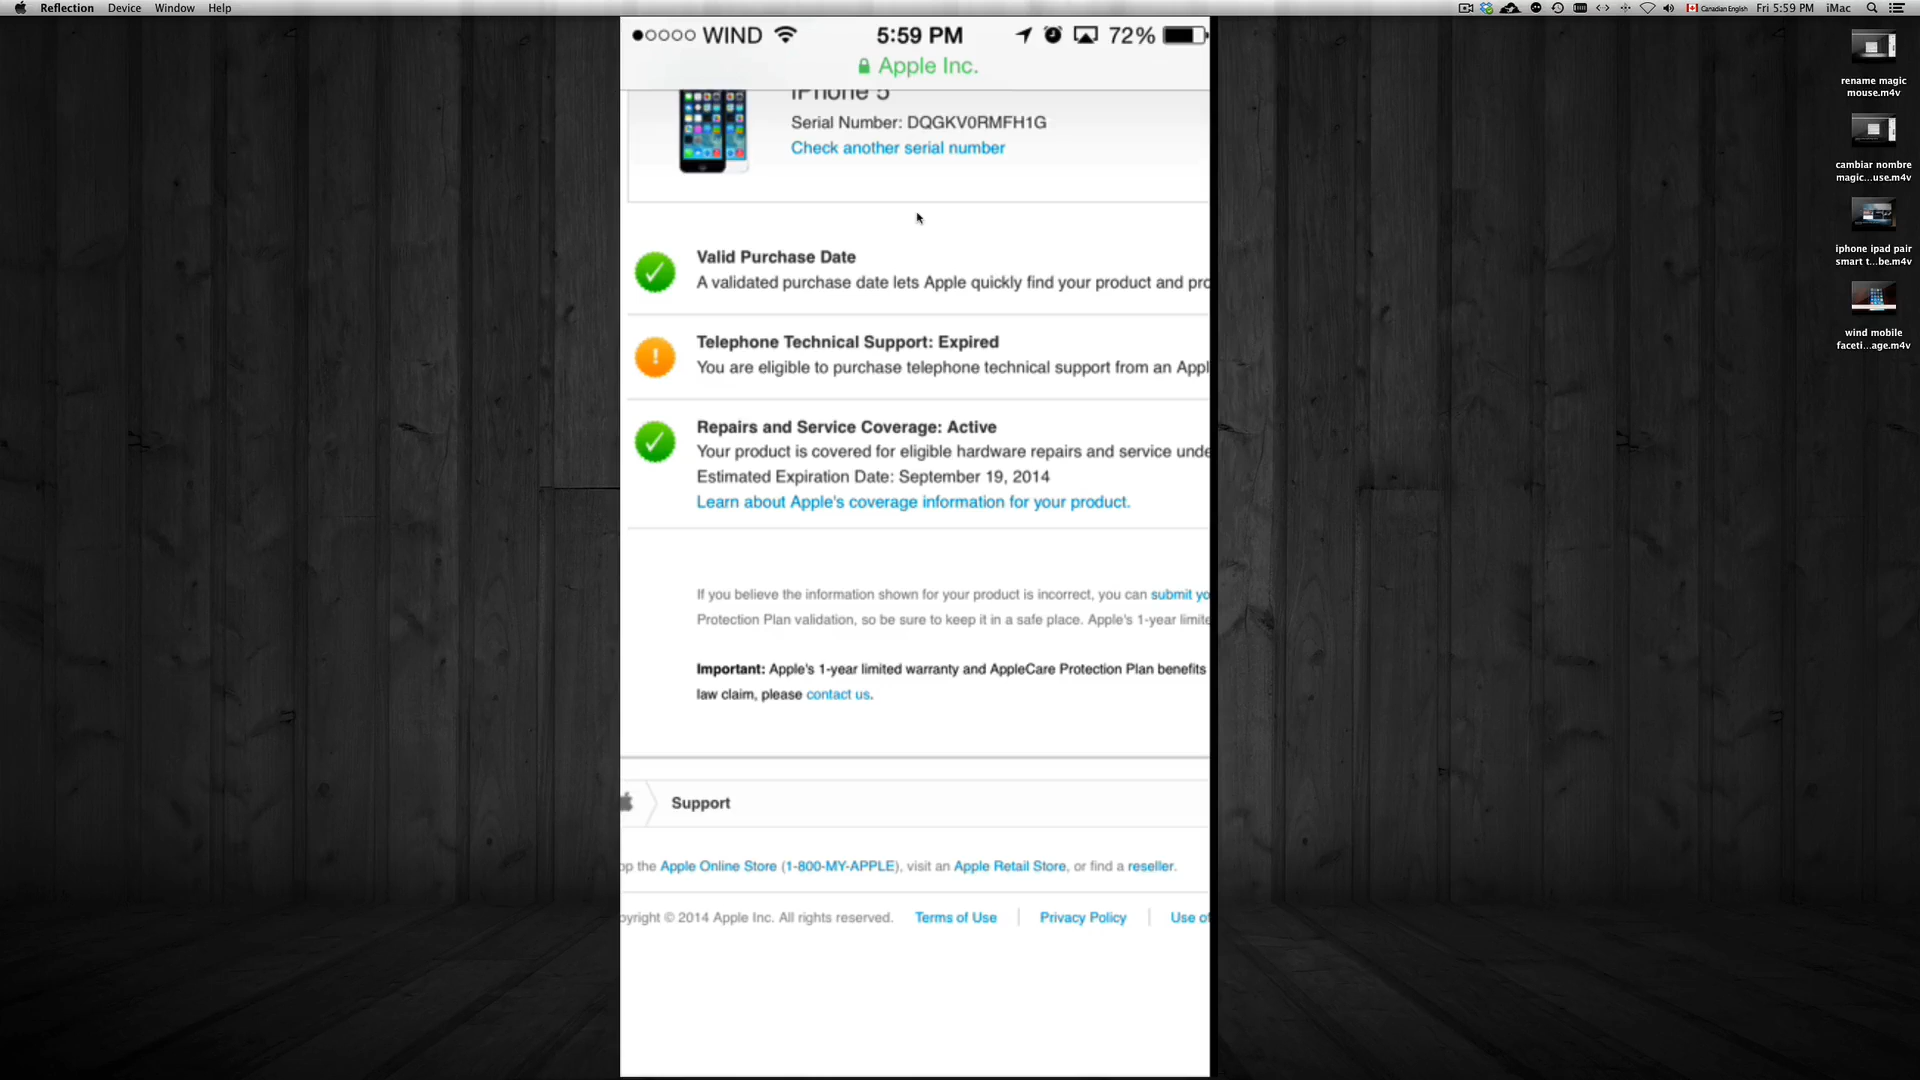 Reflection Device Window Help
Canadian English Fri 5:59 PM iMac
WIND 5:59 PM 72%
Apple Inc.
iPhone 5
Serial Number: DQGKV0RMFH1G
Check another serial number
Valid Purchase Date
A validated purchase date lets Apple quickly find your product and pro
Telephone Technical Support: Expired
You are eligible to purchase telephone technical support from an Appl
Repairs and Service Coverage: Active
Your product is covered for eligible hardware repairs and service unde
Estimated Expiration Date: September 19, 2014
Learn about Apple's coverage information for your product.
If you believe the information shown for your product is incorrect, you can submit yo
Protection Plan validation, so be sure to keep it in a safe place. Apple's 1-year limite
Important: Apple's 1-year limited warranty and AppleCare Protection Plan benefits
law claim, please contact us.
Support
op the Apple Online Store (1-800-MY-APPLE), visit an Apple Retail Store, or find a reseller.
opyright © 2014 Apple Inc. All rights reserved. Terms of Use Privacy Policy Use of
rename magic
mouse.m4v
cambiar nombre
magic...use.m4v
iphone ipad pair
smart t...be.m4v
wind mobile
faceti...age.m4v